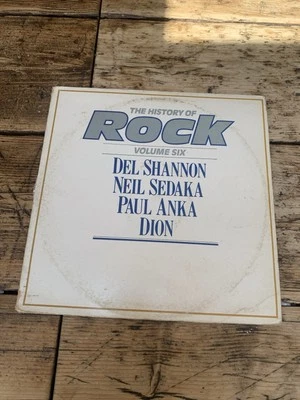 THE HISTORY OF
ROCK
VOLUME SIX
DEL SHANNON
NEIL SEDAKA
PAUL ANKA
DION